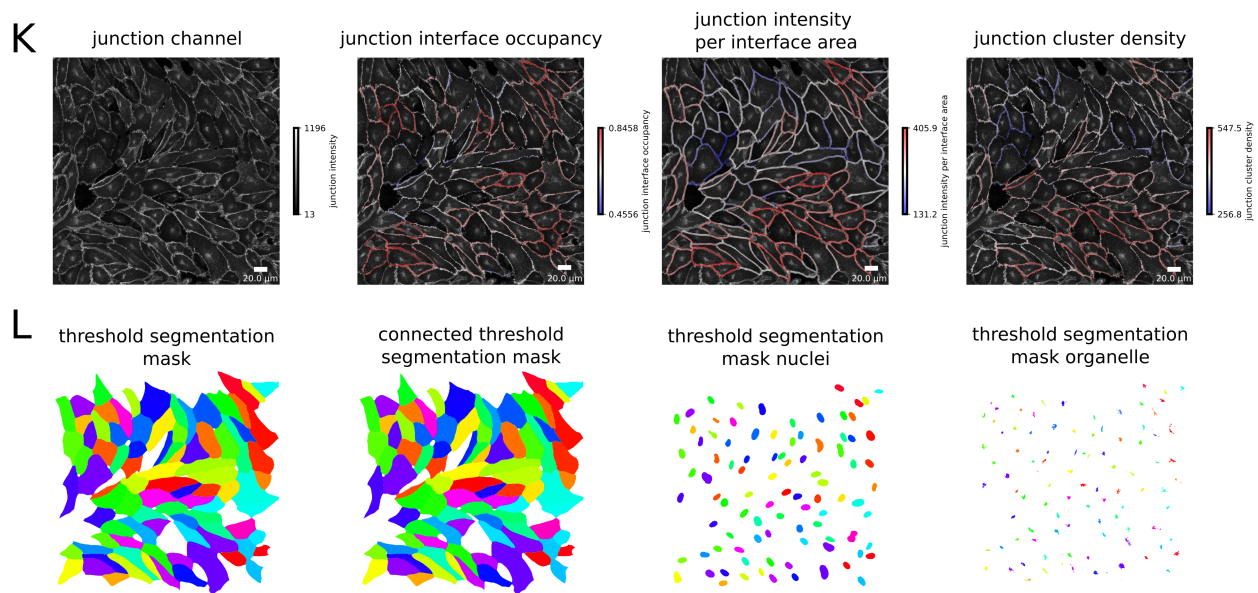 K
junction channel
junction interface occupancy
junction intensity
per interface area
junction cluster density
1196
13
junction intensity
20.0 µm
0.8458
0.4556
junction interface occupancy
20.0 µm
405.9
131.2
junction intensity per interface area
20.0 µm
547.5
256.8
junction cluster density
20.0 µm
L
threshold segmentation
mask
connected threshold
segmentation mask
threshold segmentation
mask nuclei
threshold segmentation
mask organelle